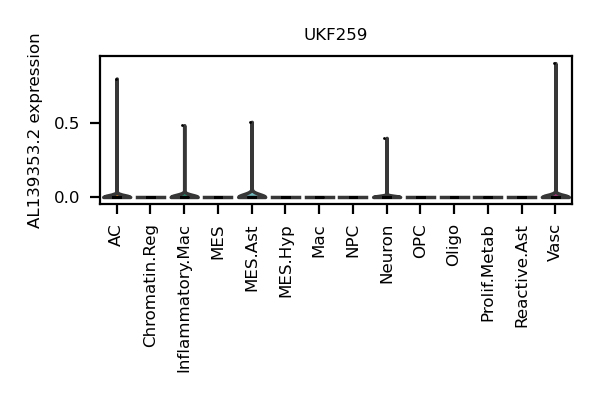 UKF259
AL139353.2 expression
0.5
0.0
AC
Chromatin.Reg
Inflammatory.Mac
MES
MES.Ast
MES.Hyp
Mac
NPC
Neuron
OPC
Oligo
Prolif.Metab
Reactive.Ast
Vasc